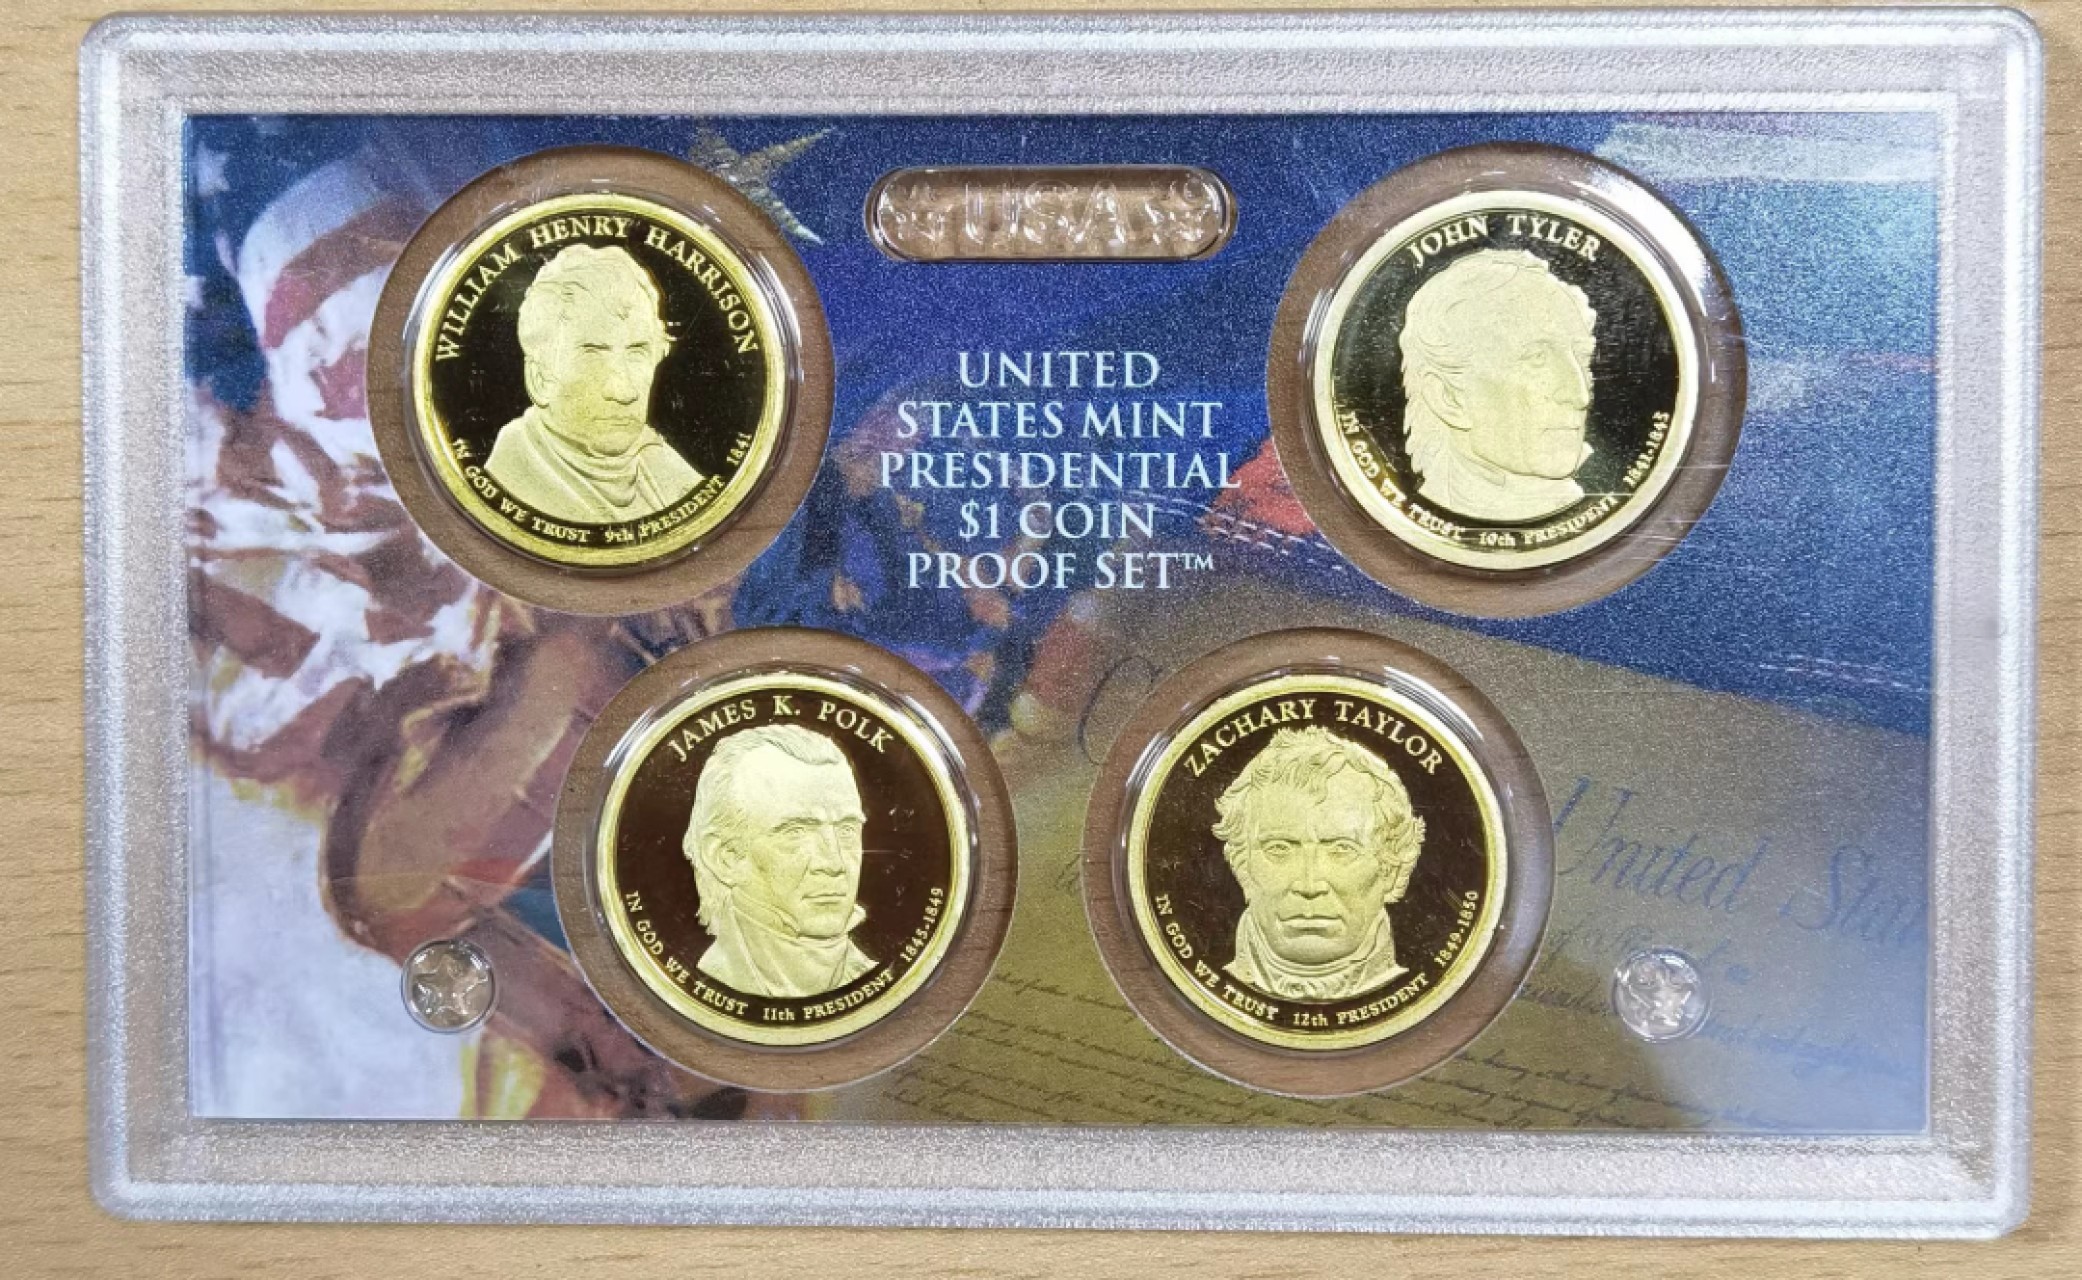 USA
WILLIAM HENRY HARRISON
IN GOD WE TRUST 9th PRESIDENT 1841
JOHN TYLER
IN GOD WE TRUST 10th PRESIDENT 1841-1845
UNITED
STATES MINT
PRESIDENTIAL
$1 COIN
PROOF SET™
JAMES K. POLK
IN GOD WE TRUST 11th PRESIDENT 1845-1849
ZACHARY TAYLOR
IN GOD WE TRUST 12th PRESIDENT 1849-1850
United